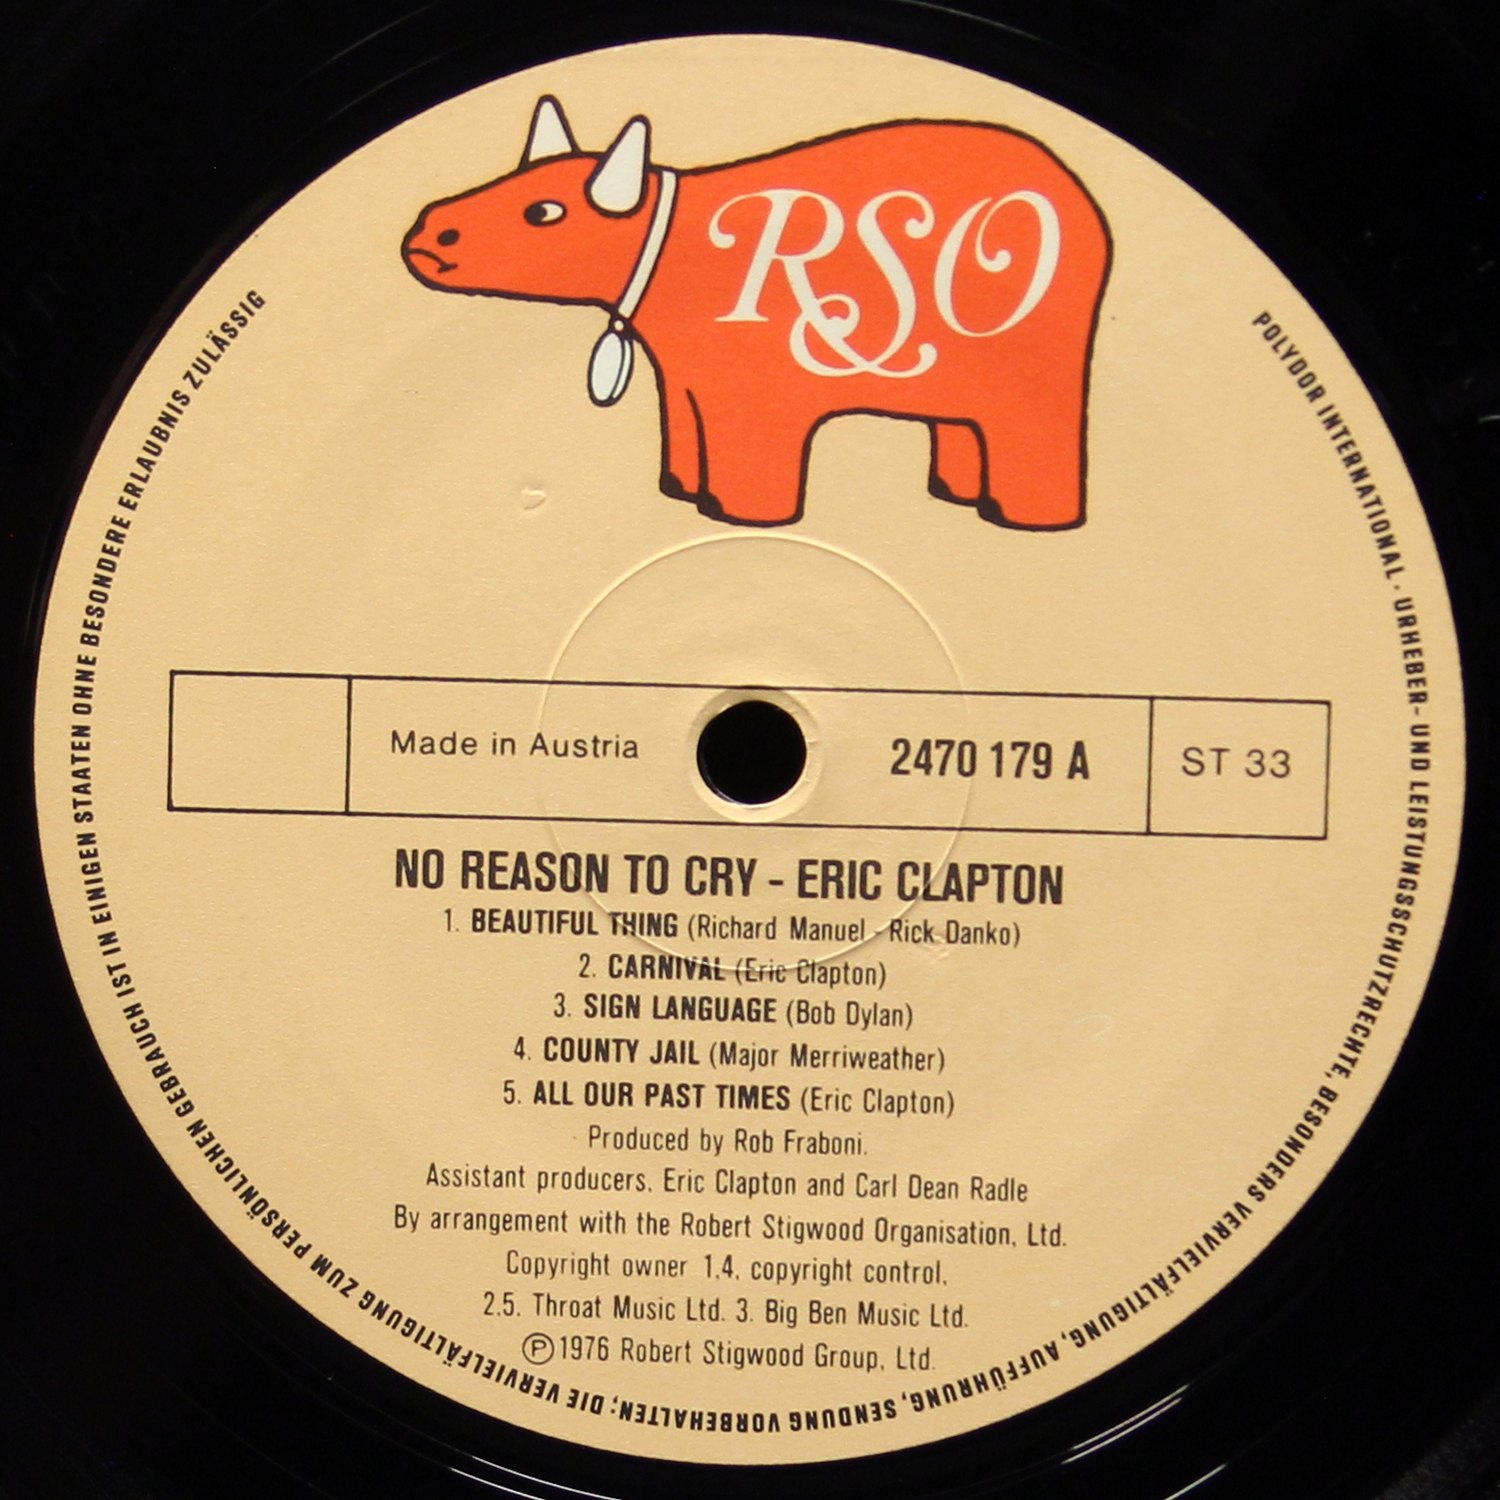 RSO
Made in Austria
2470 179 A
ST 33
NO REASON TO CRY - ERIC CLAPTON
1. BEAUTIFUL THING (Richard Manuel - Rick Danko)
2. CARNIVAL (Eric Clapton)
3. SIGN LANGUAGE (Bob Dylan)
4. COUNTY JAIL (Major Merriweather)
5. ALL OUR PAST TIMES (Eric Clapton)
Produced by Rob Fraboni.
Assistant producers. Eric Clapton and Carl Dean Radle
By arrangement with the Robert Stigwood Organisation, Ltd.
Copyright owner 1,4. copyright control,
2.5. Throat Music Ltd. 3. Big Ben Music Ltd.
Ⓟ1976 Robert Stigwood Group, Ltd.
POLYDOR INTERNATIONAL · URHEBER- UND LEISTUNGSSCHUTZRECHTE, BESONDERS VERVIELFÄLTIGUNG, AUFFÜHRUNG, SENDUNG VORBEHALTEN; DIE VERVIELFÄLTIGUNG ZUM PERSÖNLICHEN GEBRAUCH IST IN EINIGEN STAATEN OHNE BESONDERE ERLAUBNIS ZULÄSSIG